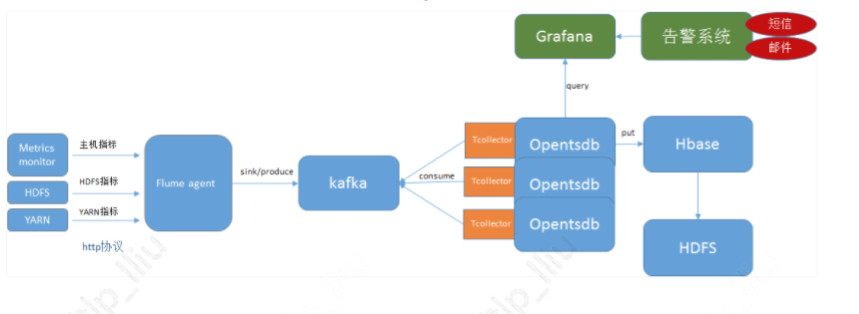 短信
Grafana
告警系统
邮件
query
Metrics
monitor
主机指标
Tcollector
Opentsdb
put
Hbase
HDFS
HDFS指标
Flume agent
sink/produce
kafka
consume
Tcollector
Opentsdb
YARN
YARN指标
Tcollector
Opentsdb
HDFS
http协议